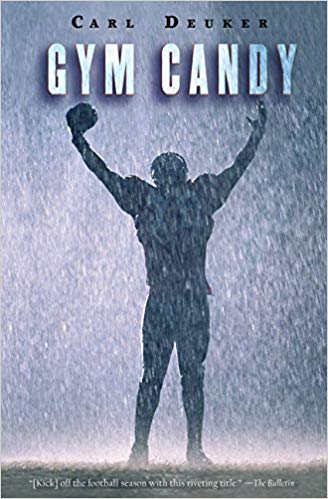 CARL DEUKER
GYM CANDY
"[Kick] off the football season with this riveting title." —The Bulletin